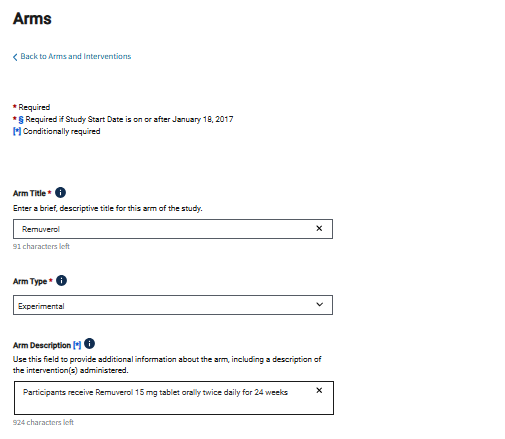 Arms
Back to Arms and Interventions
* Required
* § Required if Study Start Date is on or after January 18, 2017
[*] Conditionally required
Arm Title *
Enter a brief, descriptive title for this arm of the study.
Remuverol
91 characters left
Arm Type *
Experimental
Arm Description [*]
Use this field to provide additional information about the arm, including a description of
the intervention(s) administered.
Participants receive Remuverol 15 mg tablet orally twice daily for 24 weeks
924 characters left